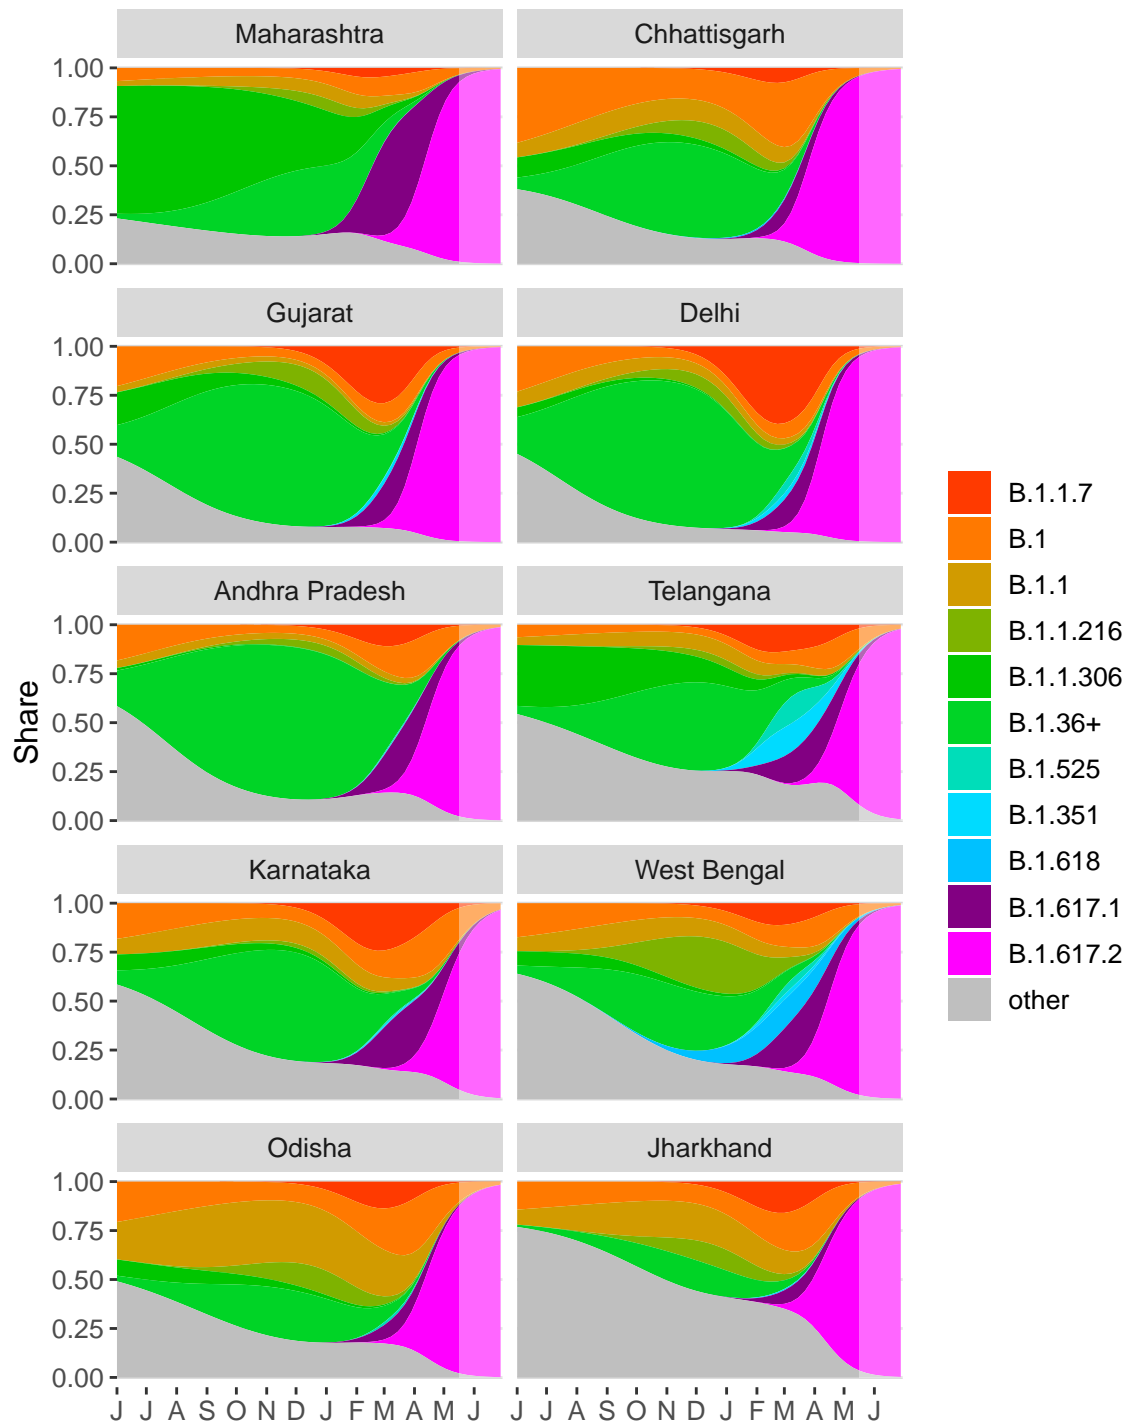 Maharashtra
Chhattisgarh
1.00
0.75
0.50
0.25
0.00
Gujarat
Delhi
1.00
0.75
0.50
0.25
0.00
Andhra Pradesh
Telangana
1.00
0.75
0.50
0.25
0.00
Karnataka
West Bengal
1.00
0.75
0.50
0.25
0.00
Odisha
Jharkhand
1.00
0.75
0.50
0.25
0.00
J J A S O N D J F M A M J
J J A S O N D J F M A M J
Share
B.1.1.7
B.1
B.1.1
B.1.1.216
B.1.1.306
B.1.36+
B.1.525
B.1.351
B.1.618
B.1.617.1
B.1.617.2
other